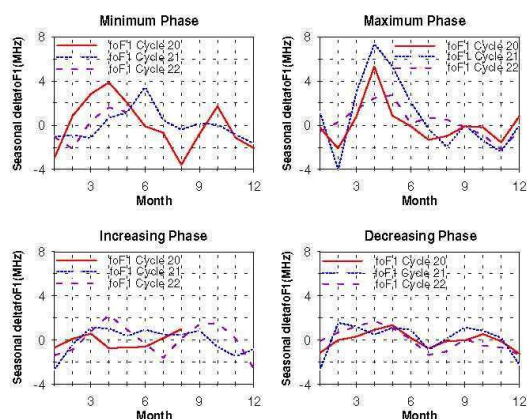 Minimum Phase
Seasonal deltafoF1(MHz)
8
4
0
-4
foF1 Cycle 20
foF1 Cycle 21
foF1 Cycle 22
3
6
9
12
Month
Maximum Phase
Seasonal deltafoF1(MHz)
8
4
0
-4
foF1 Cycle 20
foF1 Cycle 21
foF1 Cycle 22
3
6
9
12
Month
Increasing Phase
Seasonal dletafoF1(MHz)
8
4
0
-4
foF1 Cycle 20
foF1 Cycle 21
foF1 Cycle 22
3
6
9
12
Month
Decreasing Phase
Seasonal dletafoF1(MHz)
8
4
0
-4
foF1 Cycle 20
foF1 Cycle 21
foF1 Cycle 22
3
6
9
12
Month